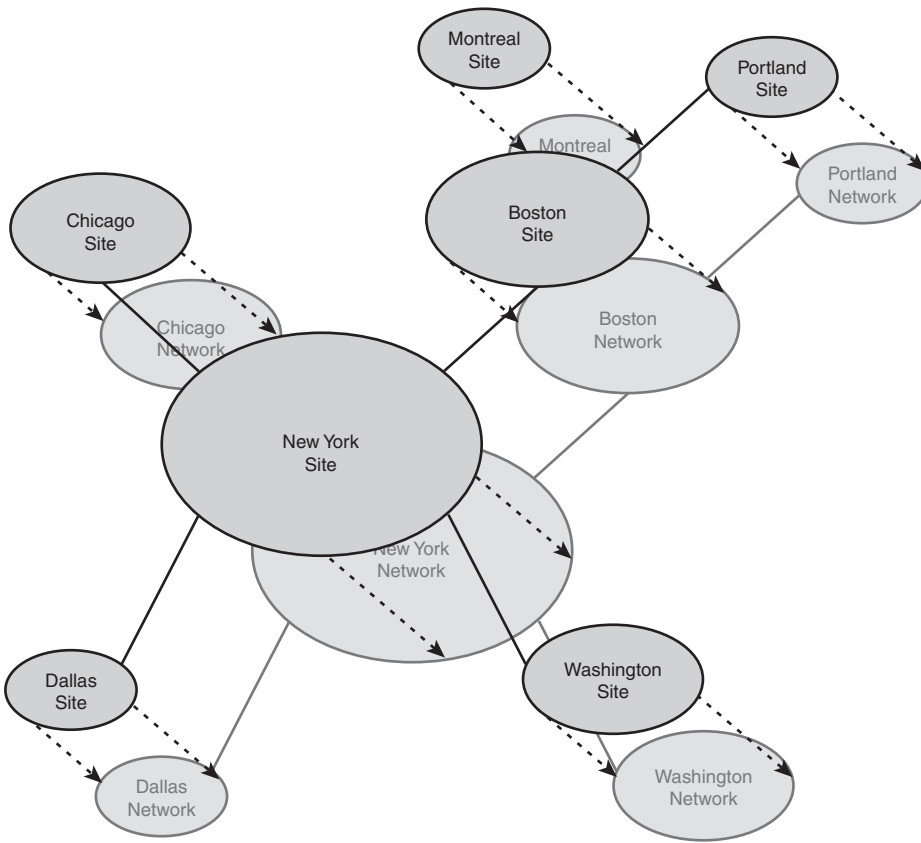 Montreal
Site
Portland
Site
Montreal
Portland
Network
Chicago
Site
Boston
Site
Chicago
Network
Boston
Network
New York
Site
New York
Network
Dallas
Site
Washington
Site
Dallas
Network
Washington
Network